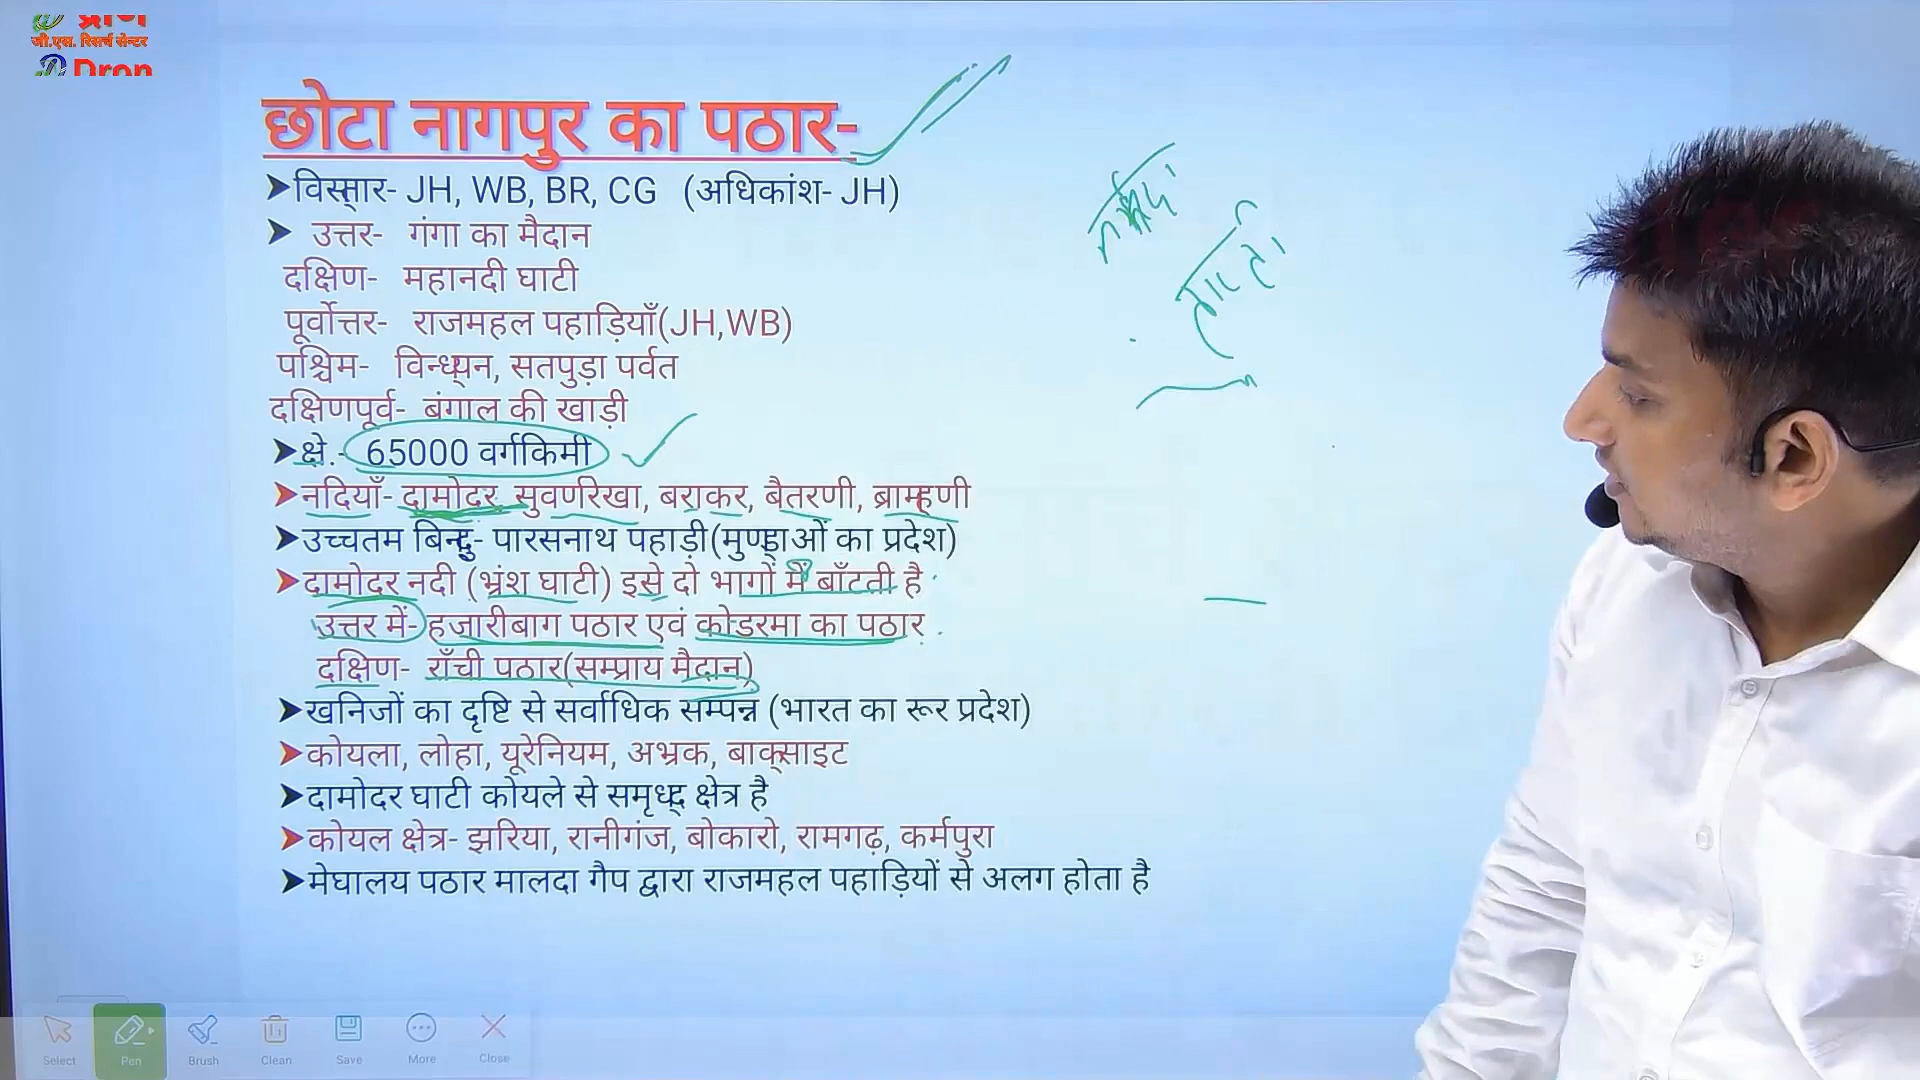 द्रोण
जी.एस. रिसर्च सेन्टर
Dron
छोटा नागपुर का पठार-
➤विस्तार- JH, WB, BR, CG (अधिकांश- JH)
➤ उत्तर- गंगा का मैदान
दक्षिण- महानदी घाटी
पूर्वोत्तर- राजमहल पहाड़ियाँ(JH,WB)
पश्चिम- विन्ध्यन, सतपुड़ा पर्वत
दक्षिणपूर्व- बंगाल की खाड़ी
➤क्षे.- 65000 वर्गकिमी
➤नदियाँ- दामोदर सुवर्णरेखा, बराकर, बैतरणी, ब्राम्हणी
➤उच्चतम बिन्दु- पारसनाथ पहाड़ी(मुण्डाओं का प्रदेश)
➤दामोदर नदी (भ्रंश घाटी) इसे दो भागों में बाँटती है
उत्तर में- हजारीबाग पठार एवं कोडरमा का पठार
दक्षिण- राँची पठार(सम्प्राय मैदान)
➤खनिजों का दृष्टि से सर्वाधिक सम्पन्न (भारत का रूर प्रदेश)
➤कोयला, लोहा, यूरेनियम, अभ्रक, बाक्साइट
➤दामोदर घाटी कोयले से समृध्द क्षेत्र है
➤कोयल क्षेत्र- झरिया, रानीगंज, बोकारो, रामगढ़, कर्मपुरा
➤मेघालय पठार मालदा गैप द्वारा राजमहल पहाड़ियों से अलग होता है
Select Pen Brush Clean Save More Close